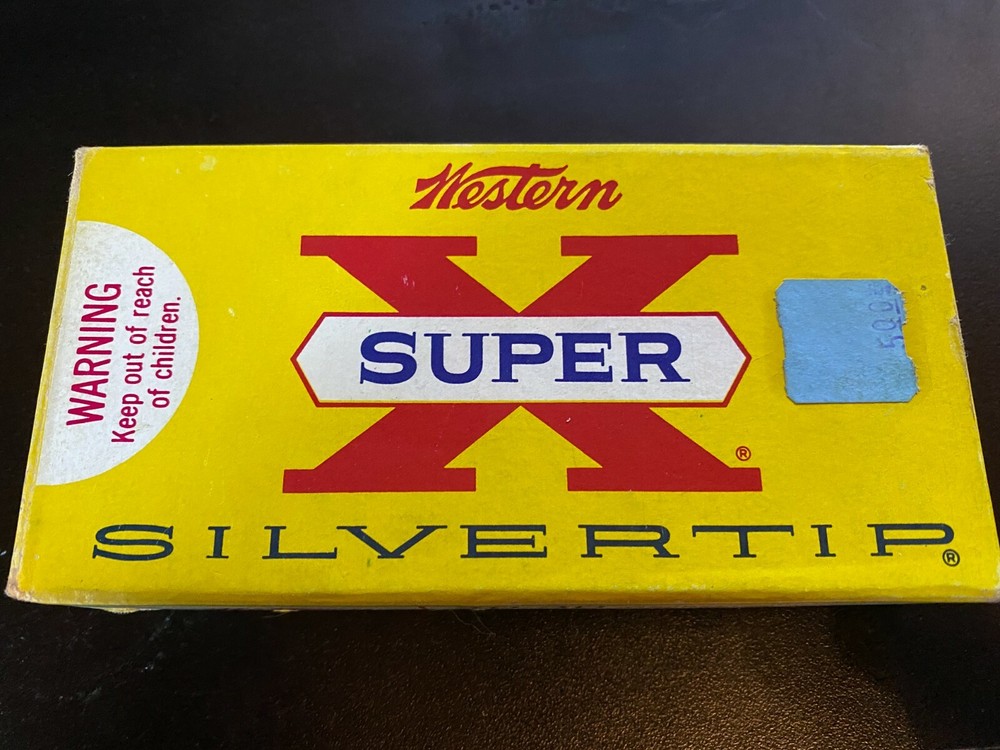 Western
X
SUPER
®
SILVERTIP®
WARNING
Keep out of reach
of children.